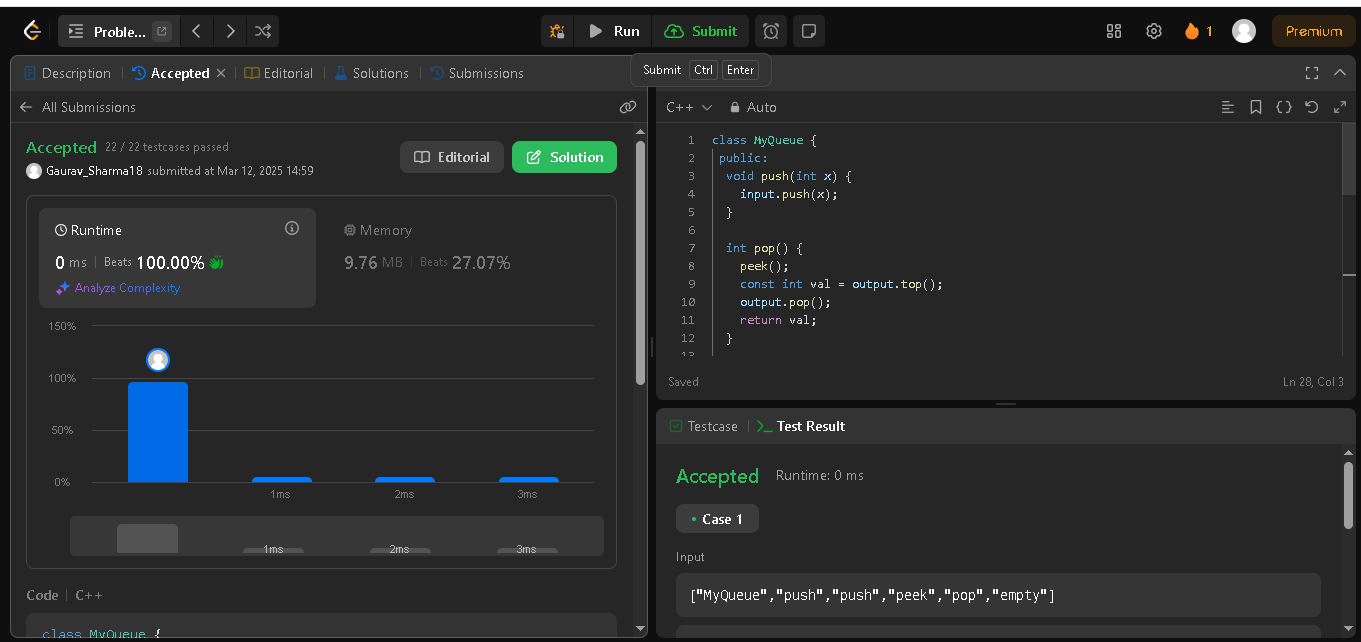 Proble...
Run
Submit
1
Premium
Description
Accepted
Editorial
Solutions
Submissions
Submit Ctrl Enter
All Submissions
Accepted 22 / 22 testcases passed
Gaurav_Sharma18 submitted at Mar 12, 2025 14:59
Editorial
Solution
Runtime
0 ms Beats 100.00%
Analyze Complexity
Memory
9.76 MB Beats 27.07%
150%
100%
50%
0%
1ms 2ms 3ms
1ms 2ms 3ms
Code C++
class MyQueue {
C++ Auto
1 class MyQueue {
2 public:
3 void push(int x) {
4 input.push(x);
5 }
6
7 int pop() {
8 peek();
9 const int val = output.top();
10 output.pop();
11 return val;
12 }
13
Saved
Ln 28, Col 3
Testcase
>_ Test Result
Accepted Runtime: 0 ms
• Case 1
Input
["MyQueue","push","push","peek","pop","empty"]